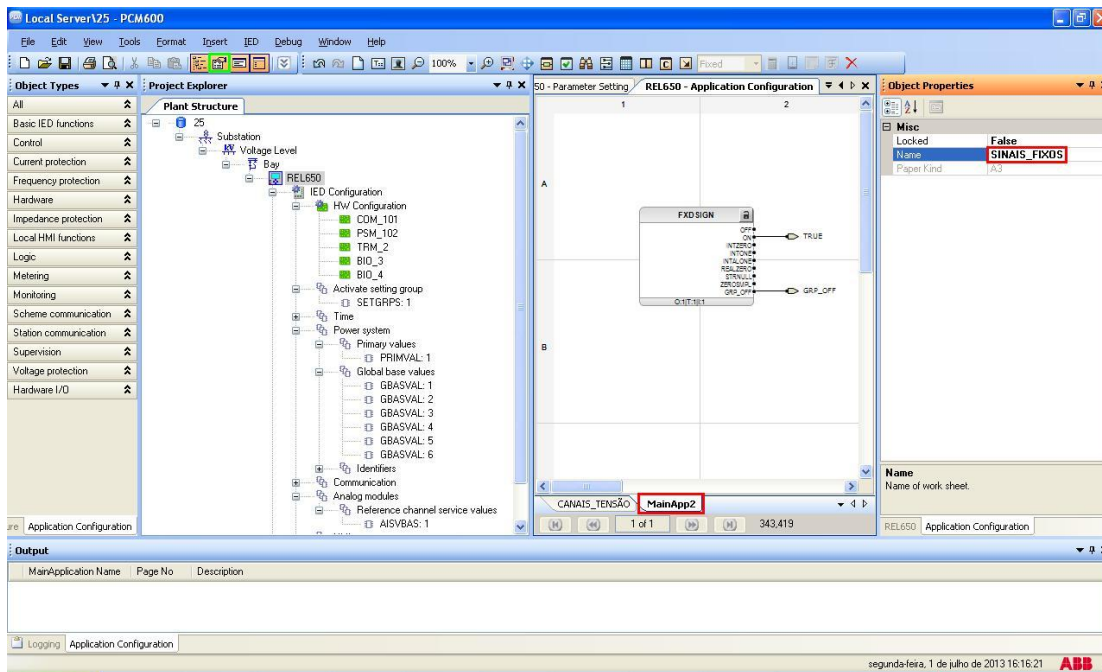 Local Server\25 - PCM600
File Edit View Tools Format Insert IED Debug Window Help
100%
Fixed
Object Types
All
Basic IED functions
Control
Current protection
Frequency protection
Hardware
Impedance protection
Local HMI functions
Logic
Metering
Monitoring
Scheme communication
Station communication
Supervision
Voltage protection
Hardware I/O
Application Configuration
Project Explorer
Plant Structure
25
Substation
Voltage Level
Bay
REL650
IED Configuration
HW Configuration
COM_101
PSM_102
TRM_2
BIO_3
BIO_4
Activate setting group
SETGRPS: 1
Time
Power system
Primary values
PRIMVAL: 1
Global base values
GBASVAL: 1
GBASVAL: 2
GBASVAL: 3
GBASVAL: 4
GBASVAL: 5
GBASVAL: 6
Identifiers
Communication
Analog modules
Reference channel service values
AISVBAS: 1
50 - Parameter Setting
REL650 - Application Configuration
1 2
A
B
FXDSIGN
OFF
ON
INTZERO
INTONE
INTALONE
REALZERO
STRNULL
ZEROSMPL
GRP_OFF
O:1|T:1|I:1
TRUE
GRP_OFF
CANAIS_TENSÃO MainApp2
1 of 1 343,419
Object Properties
Misc
Locked False
Name SINAIS_FIXOS
Paper Kind A3
Name
Name of work sheet.
REL650 Application Configuration
Output
MainApplication Name Page No Description
Logging Application Configuration
segunda-feira, 1 de julho de 2013 16:16:21 ABB